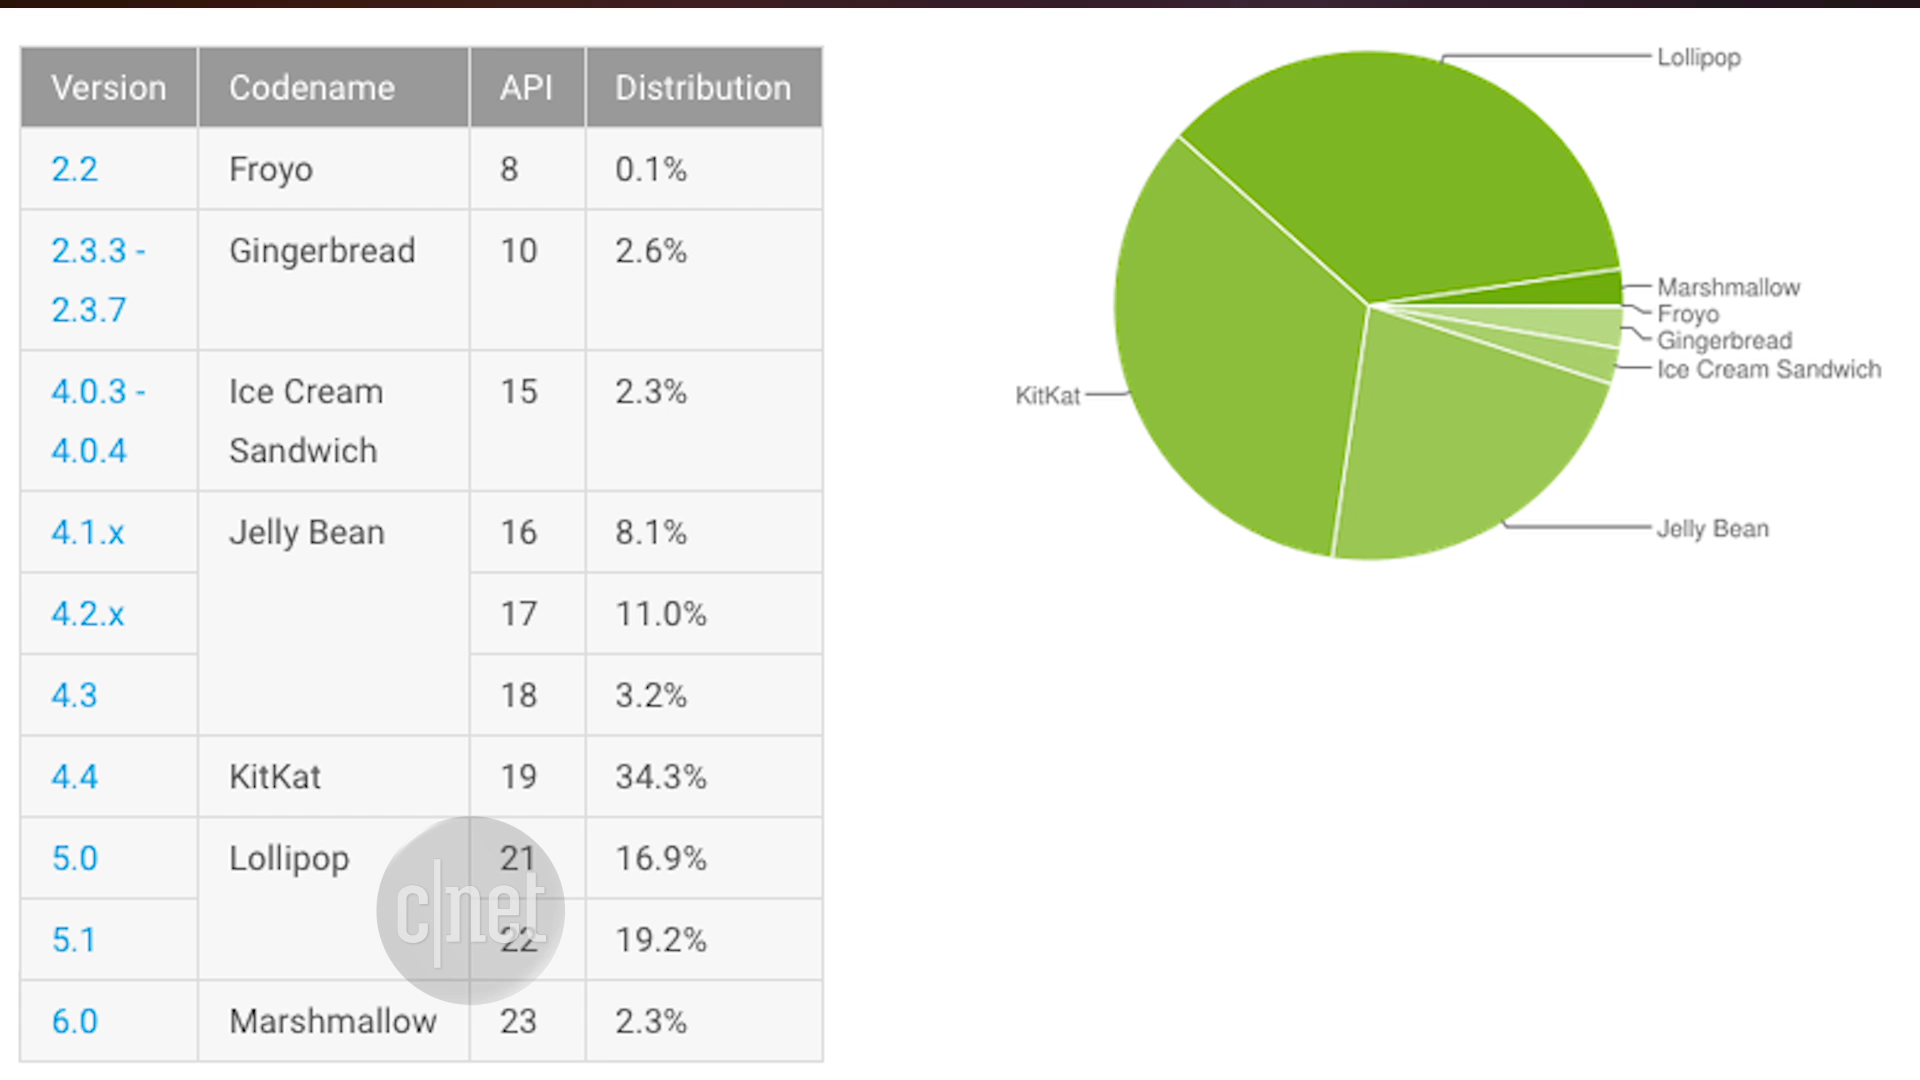 Version Codename API Distribution
2.2 Froyo 8 0.1%
2.3.3 - Gingerbread 10 2.6%
2.3.7
4.0.3 - Ice Cream 15 2.3%
4.0.4 Sandwich
4.1.x Jelly Bean 16 8.1%
4.2.x 17 11.0%
4.3 18 3.2%
4.4 KitKat 19 34.3%
5.0 Lollipop 21 16.9%
5.1 22 19.2%
6.0 Marshmallow 23 2.3%
c|net
Lollipop
Marshmallow
Froyo
Gingerbread
Ice Cream Sandwich
KitKat
Jelly Bean